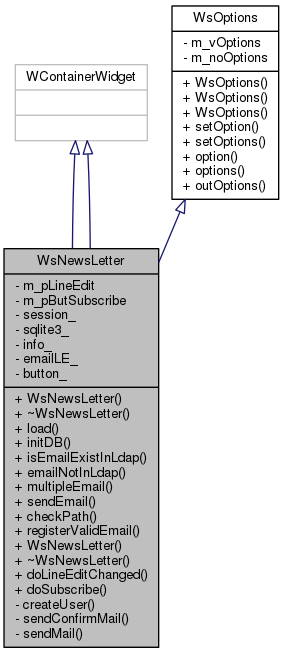 WsOptions
- m_vOptions
- m_noOptions
+ WsOptions()
+ WsOptions()
+ WsOptions()
+ setOption()
+ setOptions()
+ option()
+ options()
+ outOptions()
WContainerWidget
WsNewsLetter
- m_pLineEdit
- m_pButSubscribe
- session_
- sqlite3_
- info_
- emailLE_
- button_
+ WsNewsLetter()
+ ~WsNewsLetter()
+ load()
+ initDB()
+ isEmailExistInLdap()
+ emailNotInLdap()
+ multipleEmail()
+ sendEmail()
+ checkPath()
+ registerValidEmail()
+ WsNewsLetter()
+ ~WsNewsLetter()
+ doLineEditChanged()
+ doSubscribe()
- createUser()
- sendConfirmMail()
- sendMail()